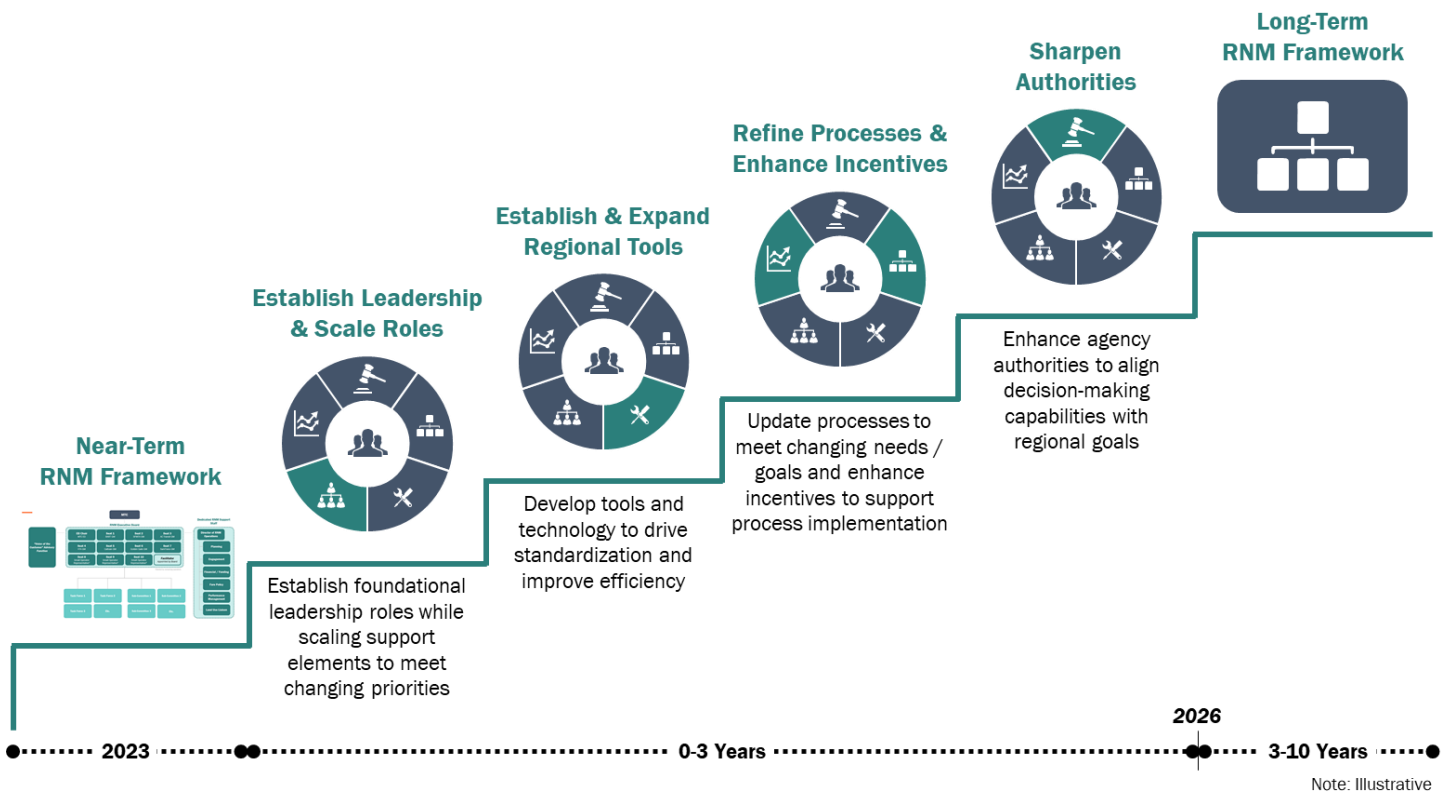 Long-Term
RNM Framework
Sharpen
Authorities
Refine Processes &
Enhance Incentives
Establish & Expand
Regional Tools
Establish Leadership
& Scale Roles
Near-Term
RNM Framework
Establish foundational
leadership roles while
scaling support
elements to meet
changing priorities
Develop tools and
technology to drive
standardization and
improve efficiency
Update processes to
meet changing needs /
goals and enhance
incentives to support
process implementation
Enhance agency
authorities to align
decision-making
capabilities with
regional goals
2023
0-3 Years
2026
3-10 Years
Note: Illustrative